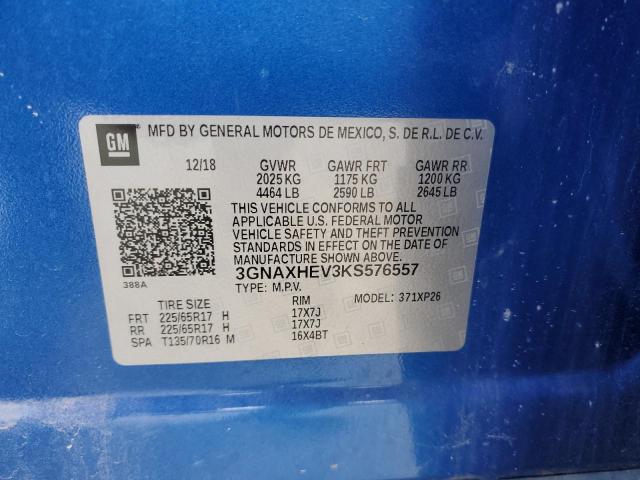 GM MFD BY GENERAL MOTORS DE MEXICO, S. DE R.L. DE C.V.
12/18 GVWR GAWR FRT GAWR RR
2025 KG 1175 KG 1200 KG
4464 LB 2590 LB 2645 LB
THIS VEHICLE CONFORMS TO ALL
APPLICABLE U.S. FEDERAL MOTOR
VEHICLE SAFETY AND THEFT PREVENTION
STANDARDS IN EFFECT ON THE DATE OF
MANUFACTURE SHOWN ABOVE.
388A 3GNAXHEV3KS576557
TYPE: M.P.V. MODEL: 371XP26
TIRE SIZE RIM
FRT 225/65R17 H 17X7J
RR 225/65R17 H 17X7J
SPA T135/70R16 M 16X4BT